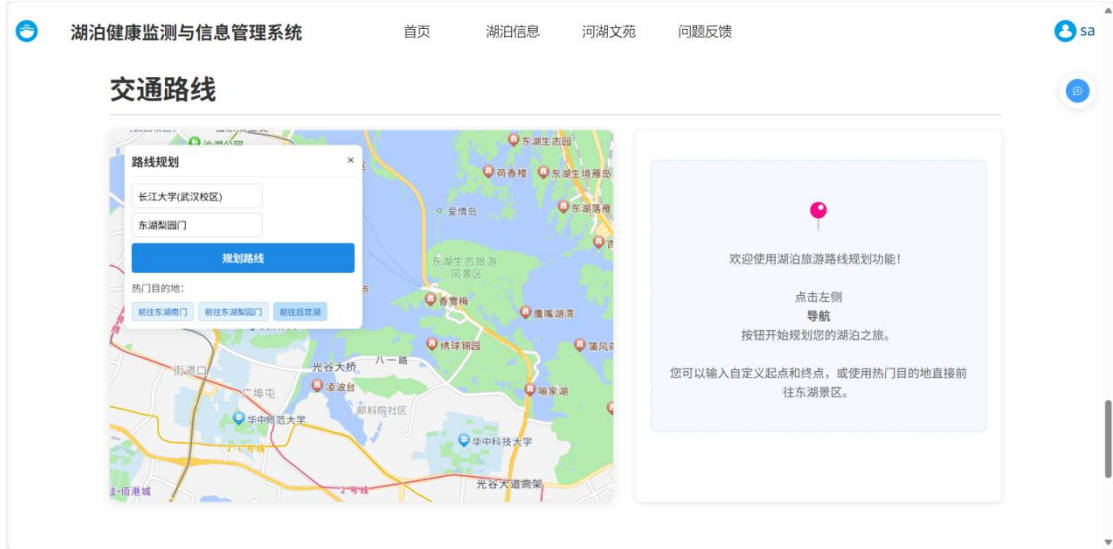 湖泊健康监测与信息管理系统
首页
湖泊信息
河湖文苑
问题反馈
sa
交通路线
路线规划
×
长江大学(武汉校区)
东湖梨园门
规划路线
热门目的地：
前往东湖南门
前往东湖梨园门
前往后官湖
东湖生态园
荷香楼
东湖生境雁岛
爱情岛
东湖落雁
东湖生态旅游
风景区
香雪梅
鹰嘴湖湾
绣球锦园
八一路
光谷大桥
街道口
凌波台
喻家湖
广埠屯
邮科院社区
华中师范大学
华中科技大学
2号线
光谷大道高架
佰港城
欢迎使用湖泊旅游路线规划功能！
点击左侧
导航
按钮开始规划您的湖泊之旅。
您可以输入自定义起点和终点，或使用热门目的地直接前
往东湖景区。